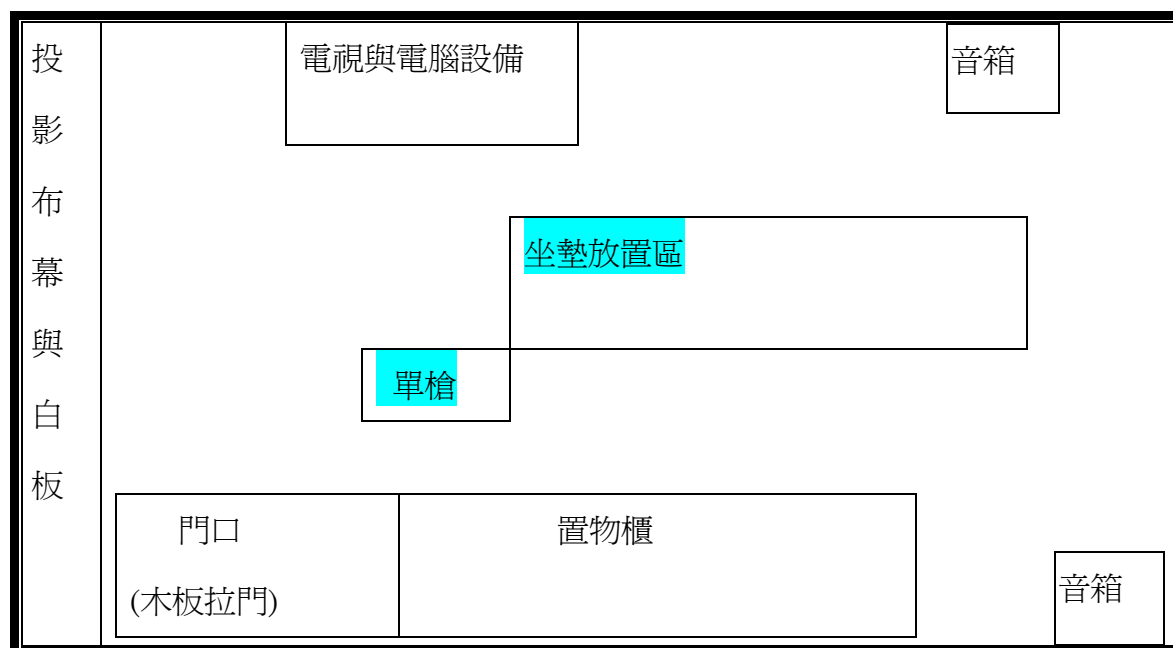 投影布幕與白板
電視與電腦設備
音箱
坐墊放置區
單槍
門口
(木板拉門)
置物櫃
音箱